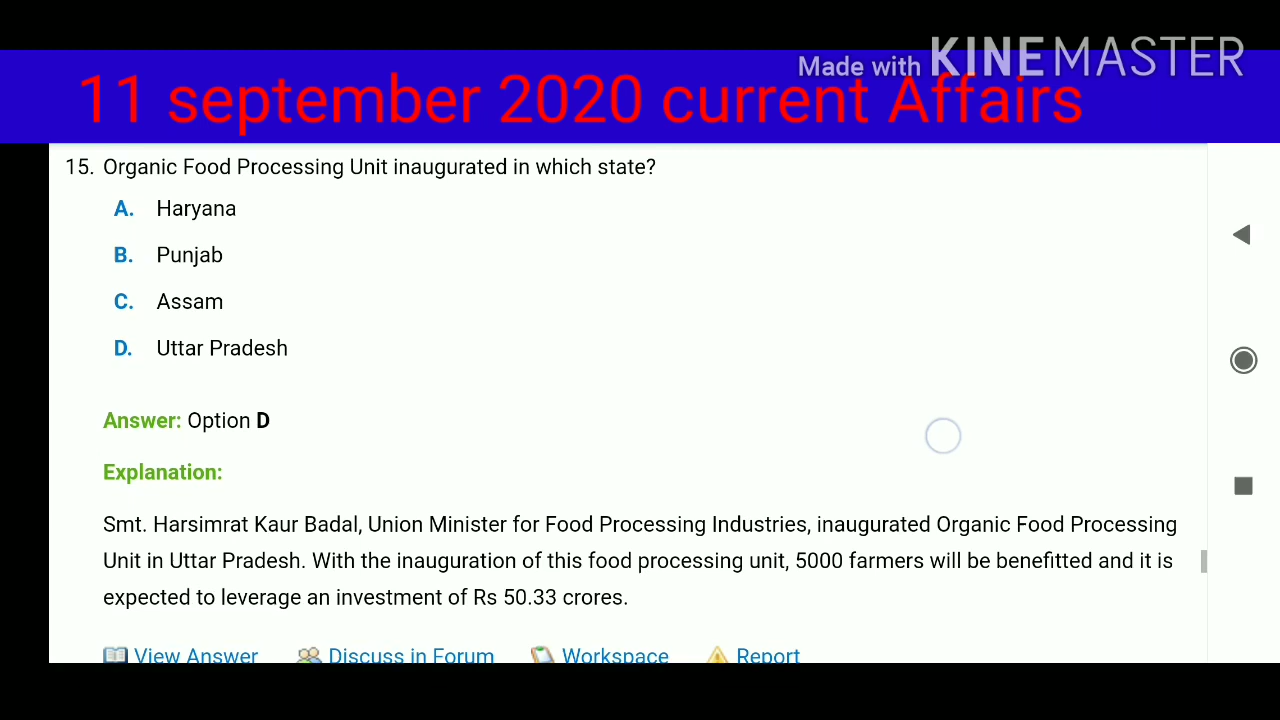 Made with KINEMASTER
11 september 2020 current Affairs
15. Organic Food Processing Unit inaugurated in which state?
A. Haryana
B. Punjab
C. Assam
D. Uttar Pradesh
Answer: Option D
Explanation:
Smt. Harsimrat Kaur Badal, Union Minister for Food Processing Industries, inaugurated Organic Food Processing
Unit in Uttar Pradesh. With the inauguration of this food processing unit, 5000 farmers will be benefitted and it is
expected to leverage an investment of Rs 50.33 crores.
View Answer Discuss in Forum Workspace Report